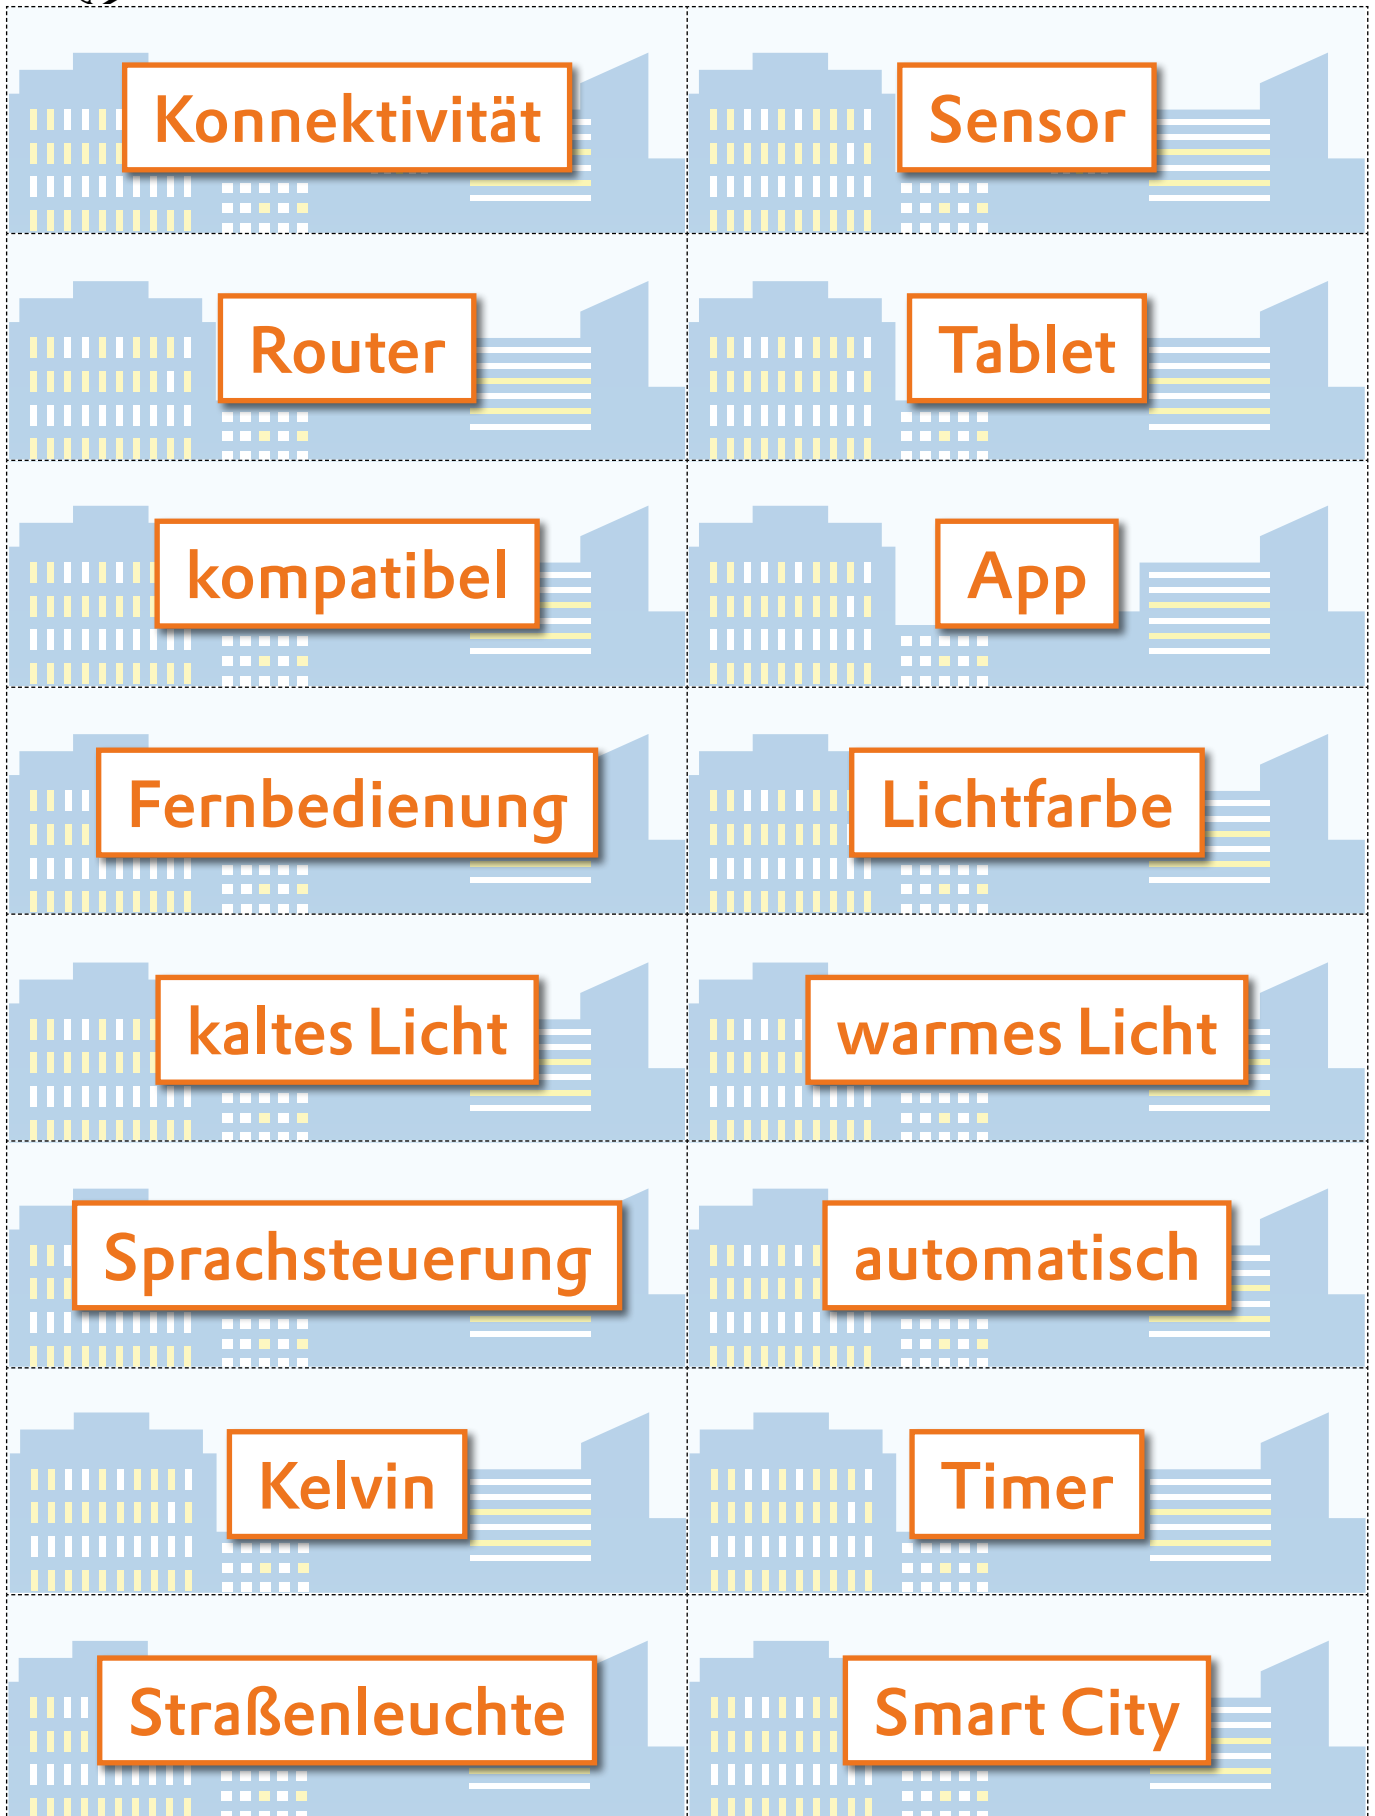 Konnektivität
Sensor
Router
Tablet
kompatibel
App
Fernbedienung
Lichtfarbe
kaltes Licht
warmes Licht
Sprachsteuerung
automatisch
Kelvin
Timer
Straßenleuchte
Smart City